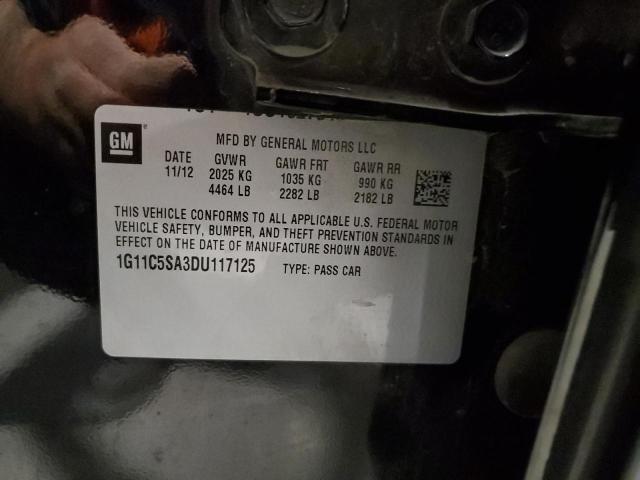 GM
MFD BY GENERAL MOTORS LLC
DATE GVWR GAWR FRT GAWR RR
11/12 2025 KG 1035 KG 990 KG
4464 LB 2282 LB 2182 LB
THIS VEHICLE CONFORMS TO ALL APPLICABLE U.S. FEDERAL MOTOR
VEHICLE SAFETY, BUMPER, AND THEFT PREVENTION STANDARDS IN
EFFECT ON THE DATE OF MANUFACTURE SHOWN ABOVE.
1G11C5SA3DU117125 TYPE: PASS CAR